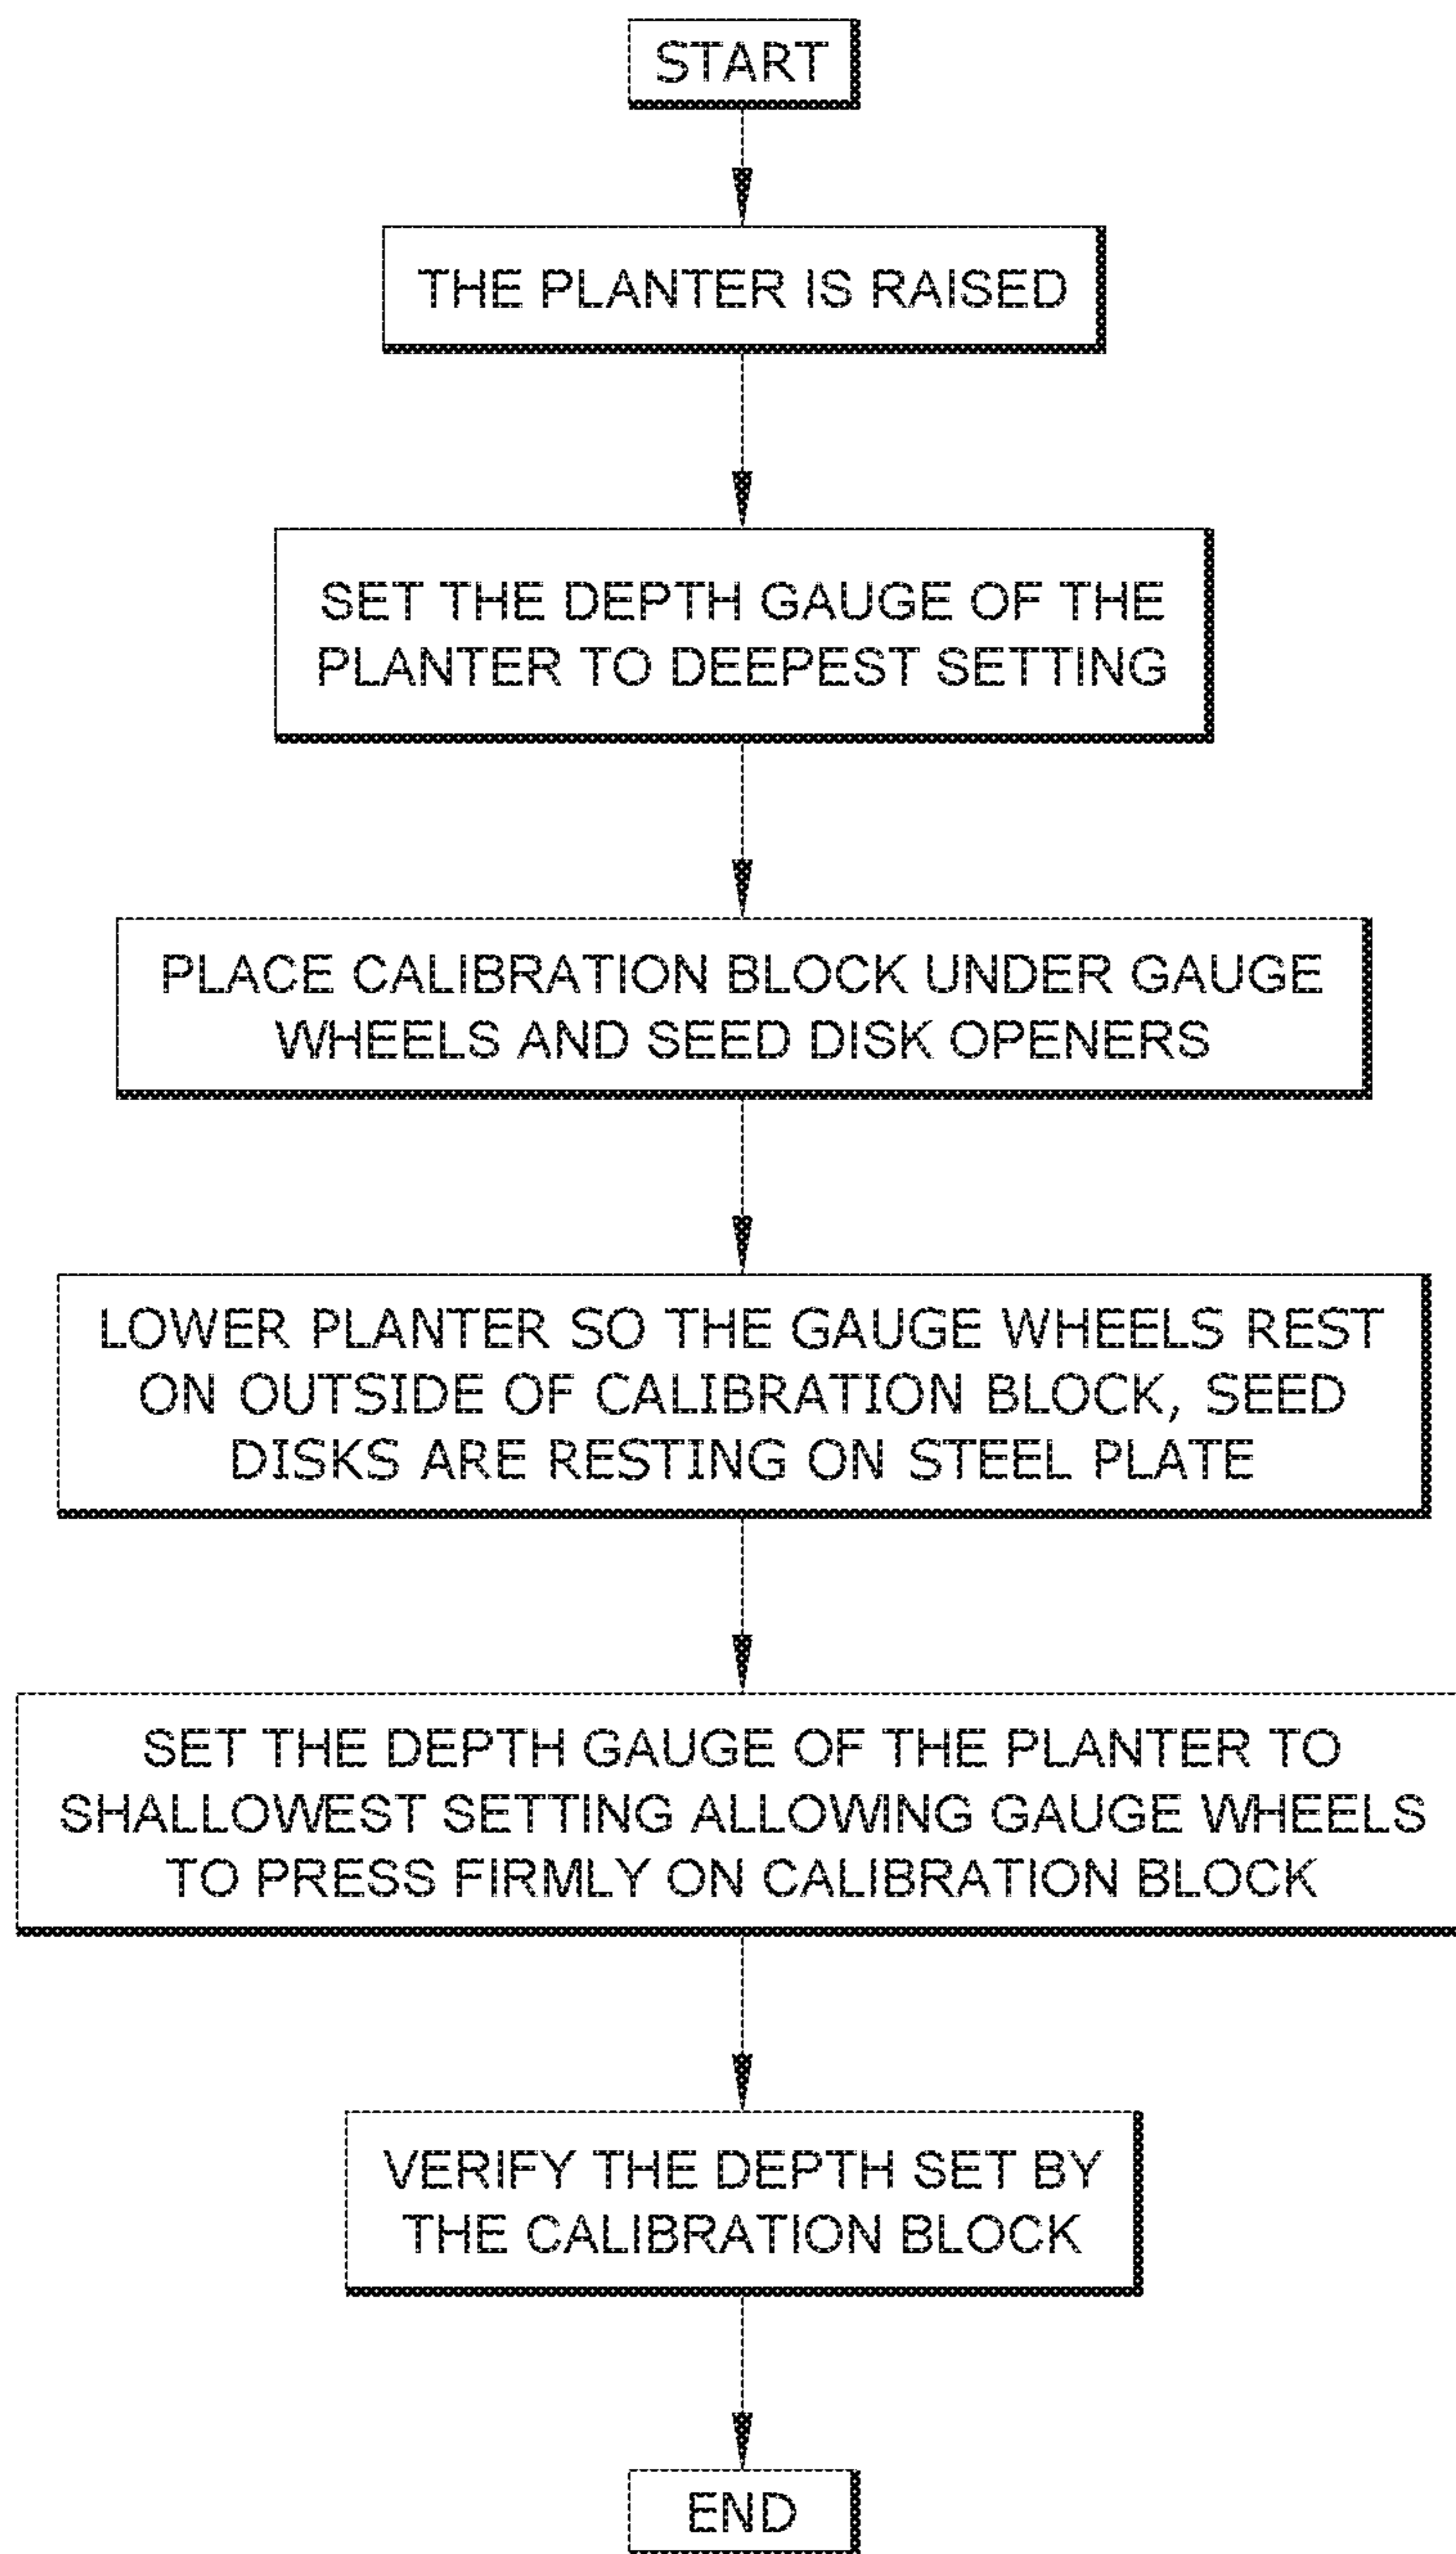 START
THE PLANTER IS RAISED
SET THE DEPTH GAUGE OF THE
PLANTER TO DEEPEST SETTING
PLACE CALIBRATION BLOCK UNDER GAUGE
WHEELS AND SEED DISK OPENERS
LOWER PLANTER SO THE GAUGE WHEELS REST
ON OUTSIDE OF CALIBRATION BLOCK, SEED
DISKS ARE RESTING ON STEEL PLATE
SET THE DEPTH GAUGE OF THE PLANTER TO
SHALLOWEST SETTING ALLOWING GAUGE WHEELS
TO PRESS FIRMLY ON CALIBRATION BLOCK
VERIFY THE DEPTH SET BY
THE CALIBRATION BLOCK
END